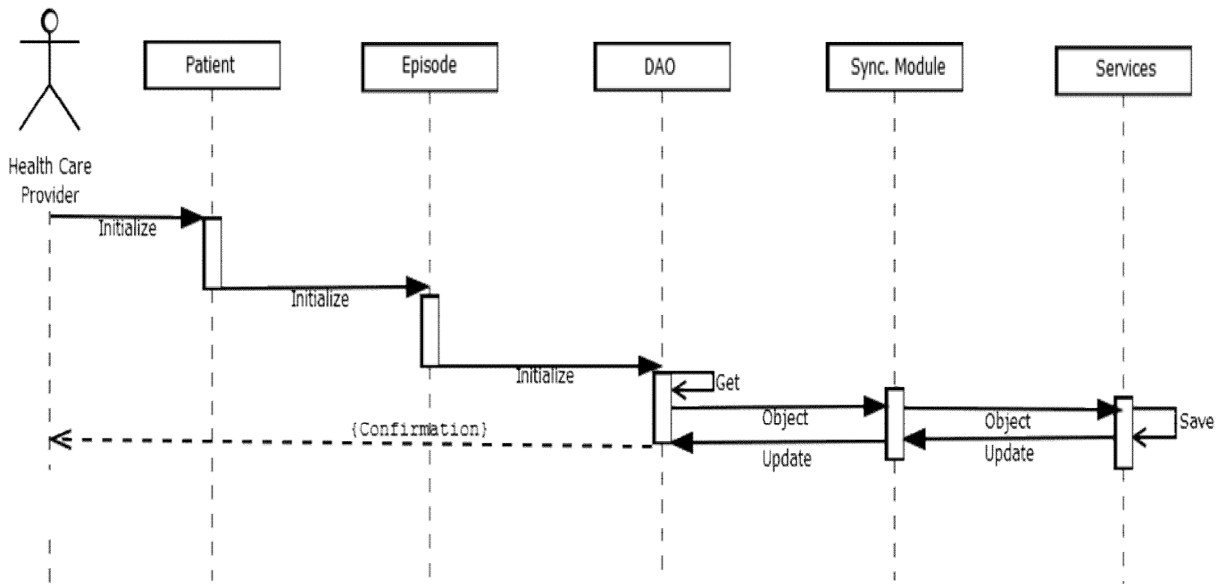 Patient
Episode
DAO
Sync. Module
Services
Health Care
Provider
Initialize
Initialize
Initialize
Get
Object
Object
Save
{Confirmation}
Update
Update